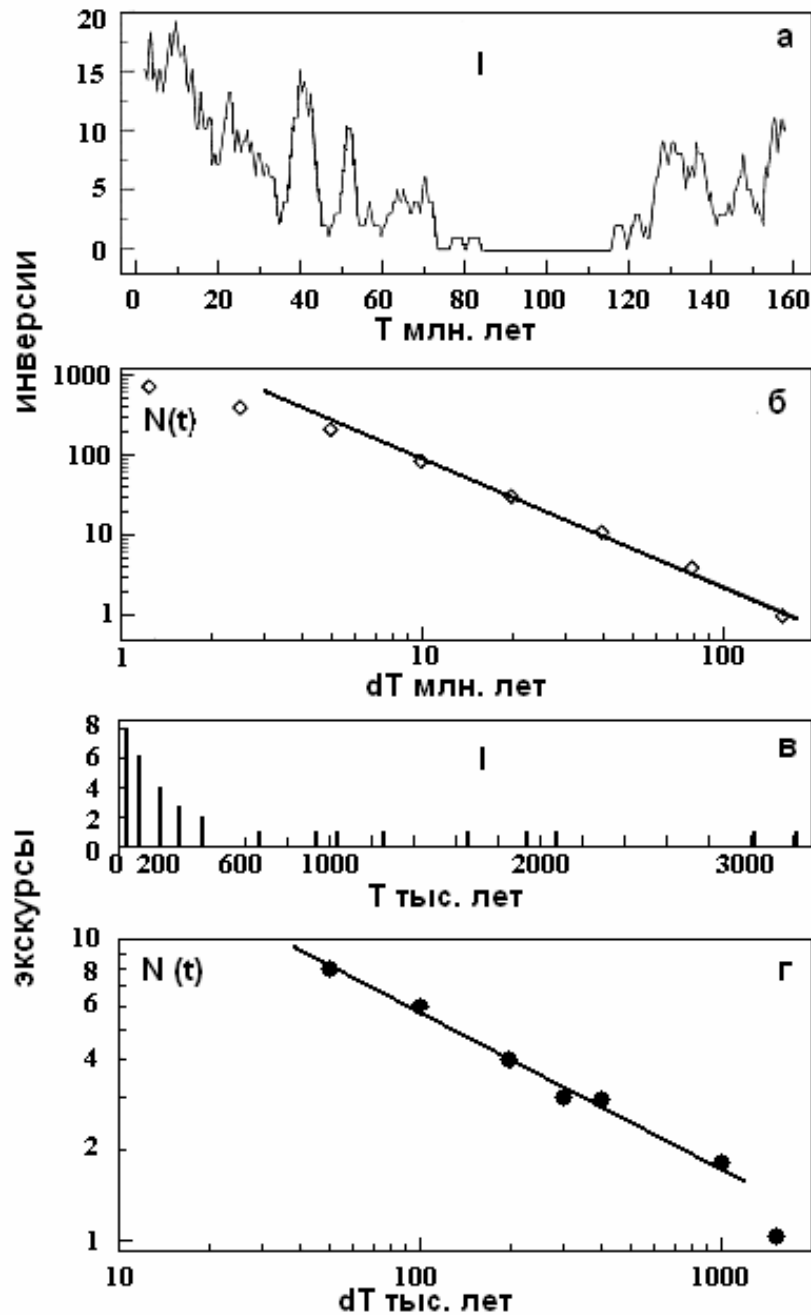 20
15
10
5
0
I
а
0 20 40 60 80 100 120 140 160
T млн. лет
инверсии
1000
100
10
1
N(t)
б
1 10 100
dT млн. лет
8
6
4
2
0
I
в
0 200 600 1000 2000 3000
T тыс. лет
экскурсы
10
8
6
4
2
1
N (t)
г
10 100 1000
dT тыс. лет